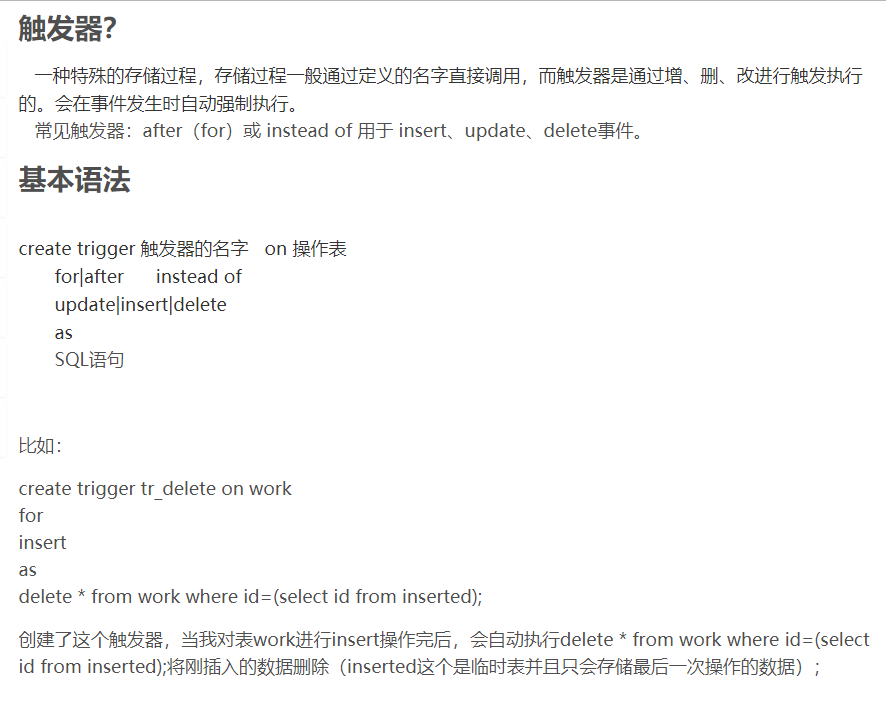 触发器？
一种特殊的存储过程，存储过程一般通过定义的名字直接调用，而触发器是通过增、删、改进行触发执行
的。会在事件发生时自动强制执行。
常见触发器：after（for）或 instead of 用于 insert、update、delete事件。
基本语法
create trigger 触发器的名字 on 操作表
for|after instead of
update|insert|delete
as
SQL语句
比如：
create trigger tr_delete on work
for
insert
as
delete * from work where id=(select id from inserted);
创建了这个触发器，当我对表work进行insert操作完后，会自动执行delete * from work where id=(select
id from inserted);将刚插入的数据删除（inserted这个是临时表并且只会存储最后一次操作的数据）;